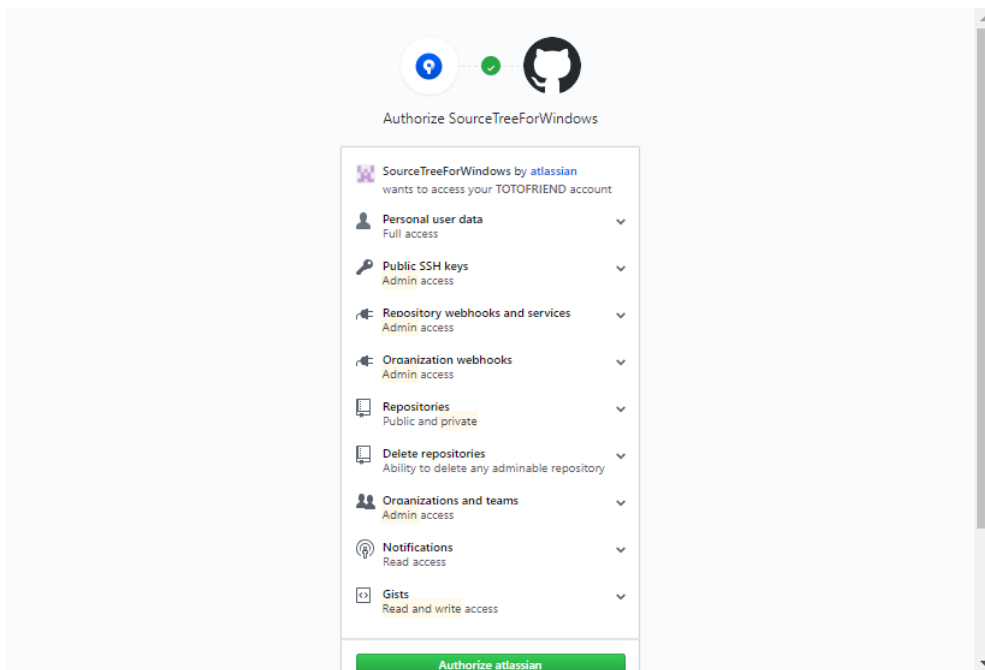 Authorize SourceTreeForWindows
SourceTreeForWindows by atlassian
wants to access your TOTOFRIEND account
Personal user data
Full access
Public SSH keys
Admin access
Repository webhooks and services
Admin access
Organization webhooks
Admin access
Repositories
Public and private
Delete repositories
Ability to delete any adminable repository
Organizations and teams
Admin access
Notifications
Read access
Gists
Read and write access
Authorize atlassian